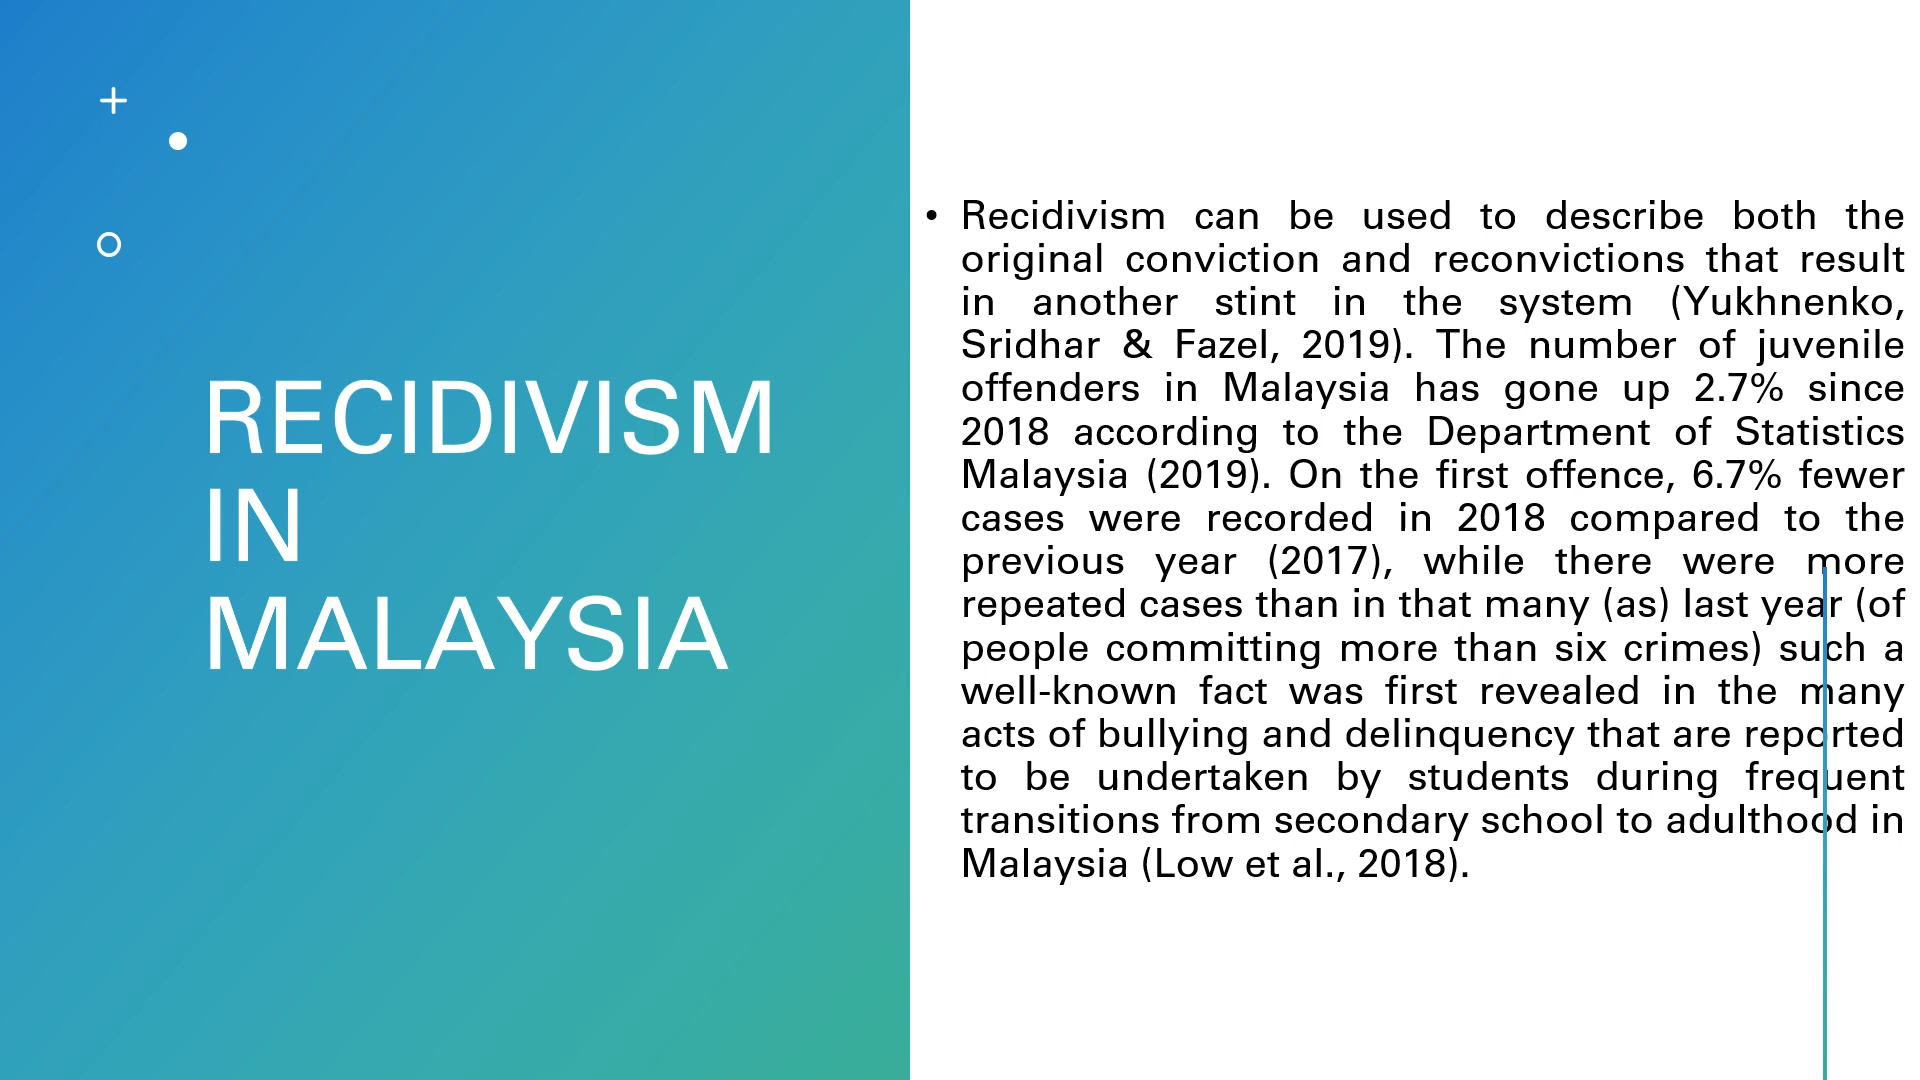 RECIDIVISM
IN
MALAYSIA
• Recidivism can be used to describe both the
original conviction and reconvictions that result
in another stint in the system (Yukhnenko,
Sridhar & Fazel, 2019). The number of juvenile
offenders in Malaysia has gone up 2.7% since
2018 according to the Department of Statistics
Malaysia (2019). On the first offence, 6.7% fewer
cases were recorded in 2018 compared to the
previous year (2017), while there were more
repeated cases than in that many (as) last year (of
people committing more than six crimes) such a
well-known fact was first revealed in the many
acts of bullying and delinquency that are reported
to be undertaken by students during frequent
transitions from secondary school to adulthood in
Malaysia (Low et al., 2018).